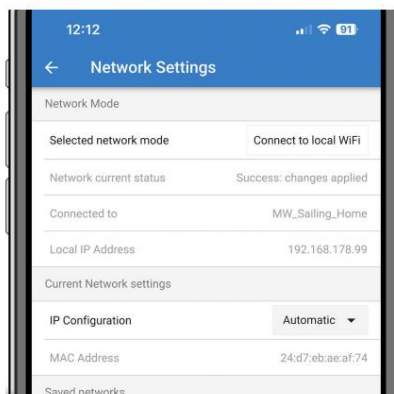 12:12
91
Network Settings
Network Mode
Selected network mode Connect to local WiFi
Network current status Success: changes applied
Connected to MW_Sailing_Home
Local IP Address 192.168.178.99
Current Network settings
IP Configuration Automatic
MAC Address 24:d7:eb:ae:af:74
Saved networks